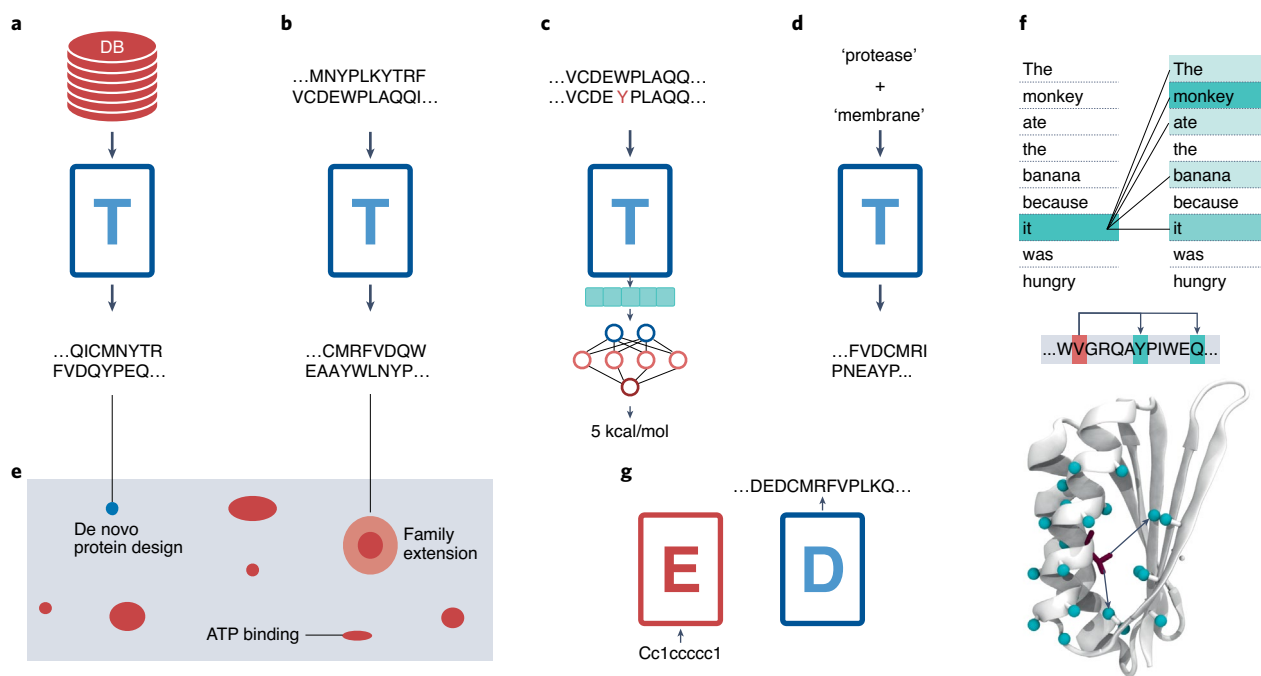 a
DB
T
…QICMNYTR
FVDQYPEQ…
b
…MNYPLKYTRF
VCDEWPLAQQI…
T
…CMRFVDQW
EAAYWLNYP…
c
…VCDEWPLAQQ…
…VCDE Y PLAQQ…
T
5 kcal/mol
d
‘protease’
+
‘membrane’
T
…FVDCMRI
PNEAYP...
e
De novo
protein design
Family
extension
ATP binding
f
The
monkey
ate
the
banana
because
it
was
hungry
The
monkey
ate
the
banana
because
it
was
hungry
...WVGRQAYPIWEQ...
g
…DEDCMRFVPLKQ…
E
D
Cc1ccccc1